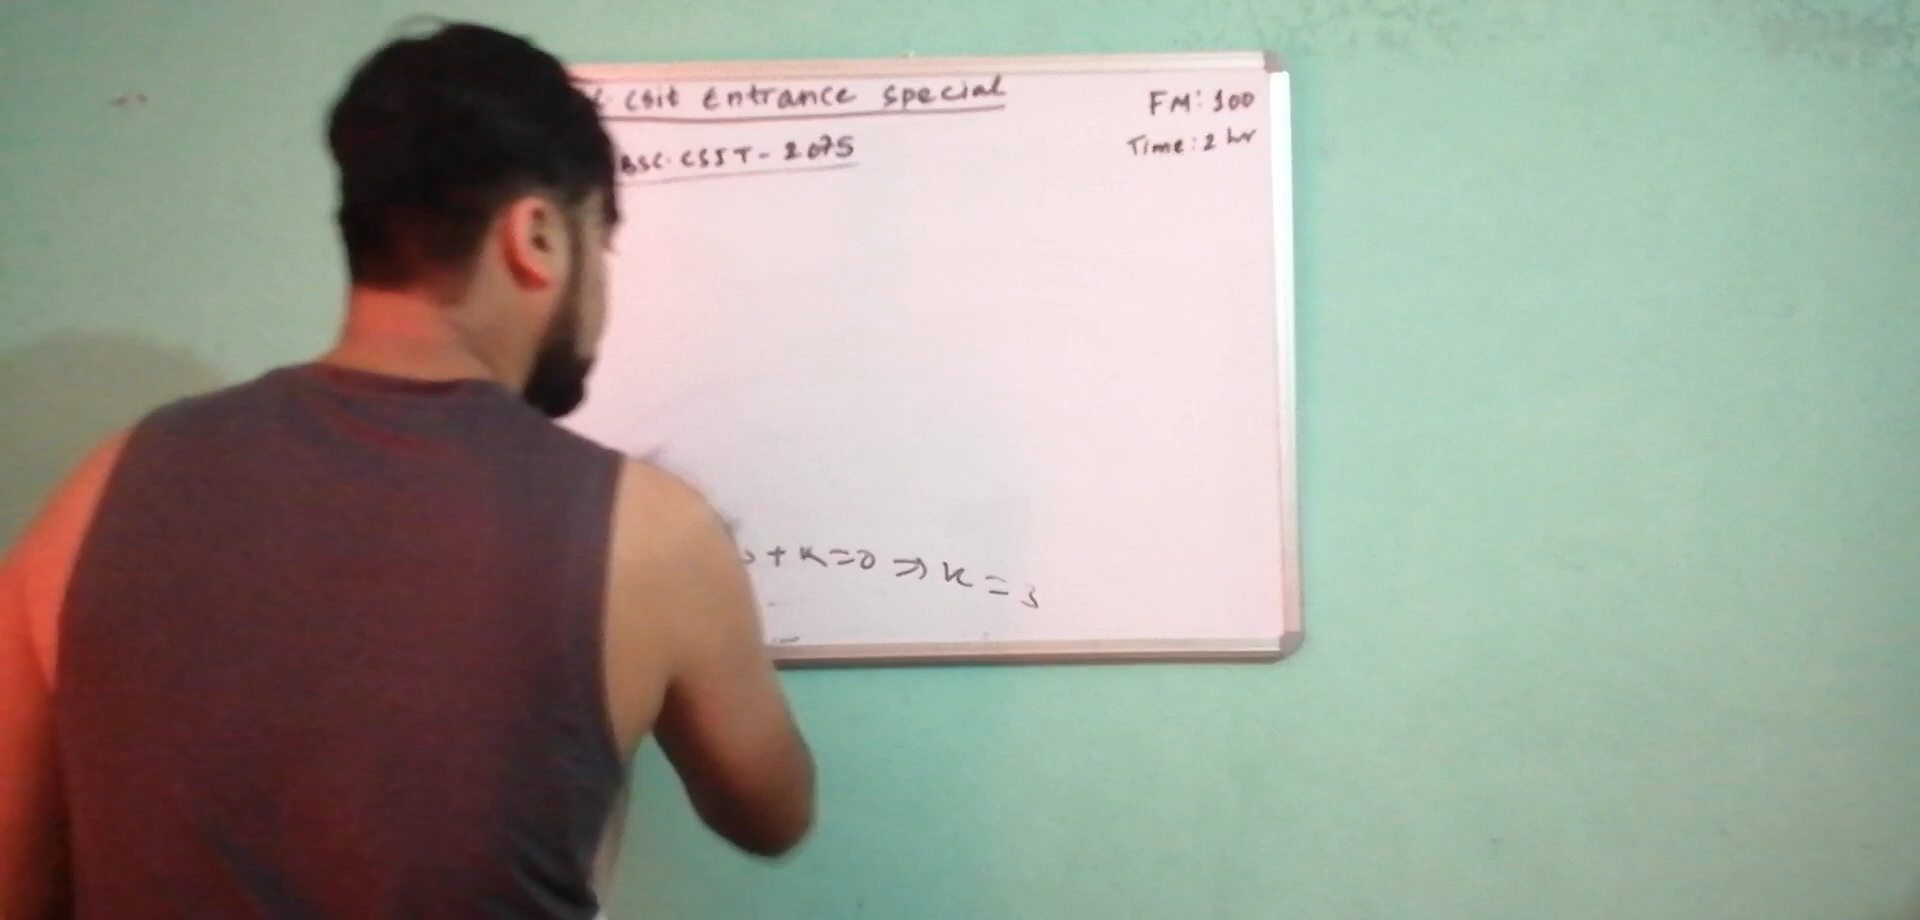 csit Entrance special
FM: 100
Time: 2 hr
BSC. CSIT - 2075
+ k = 0 ⇒ k = 3